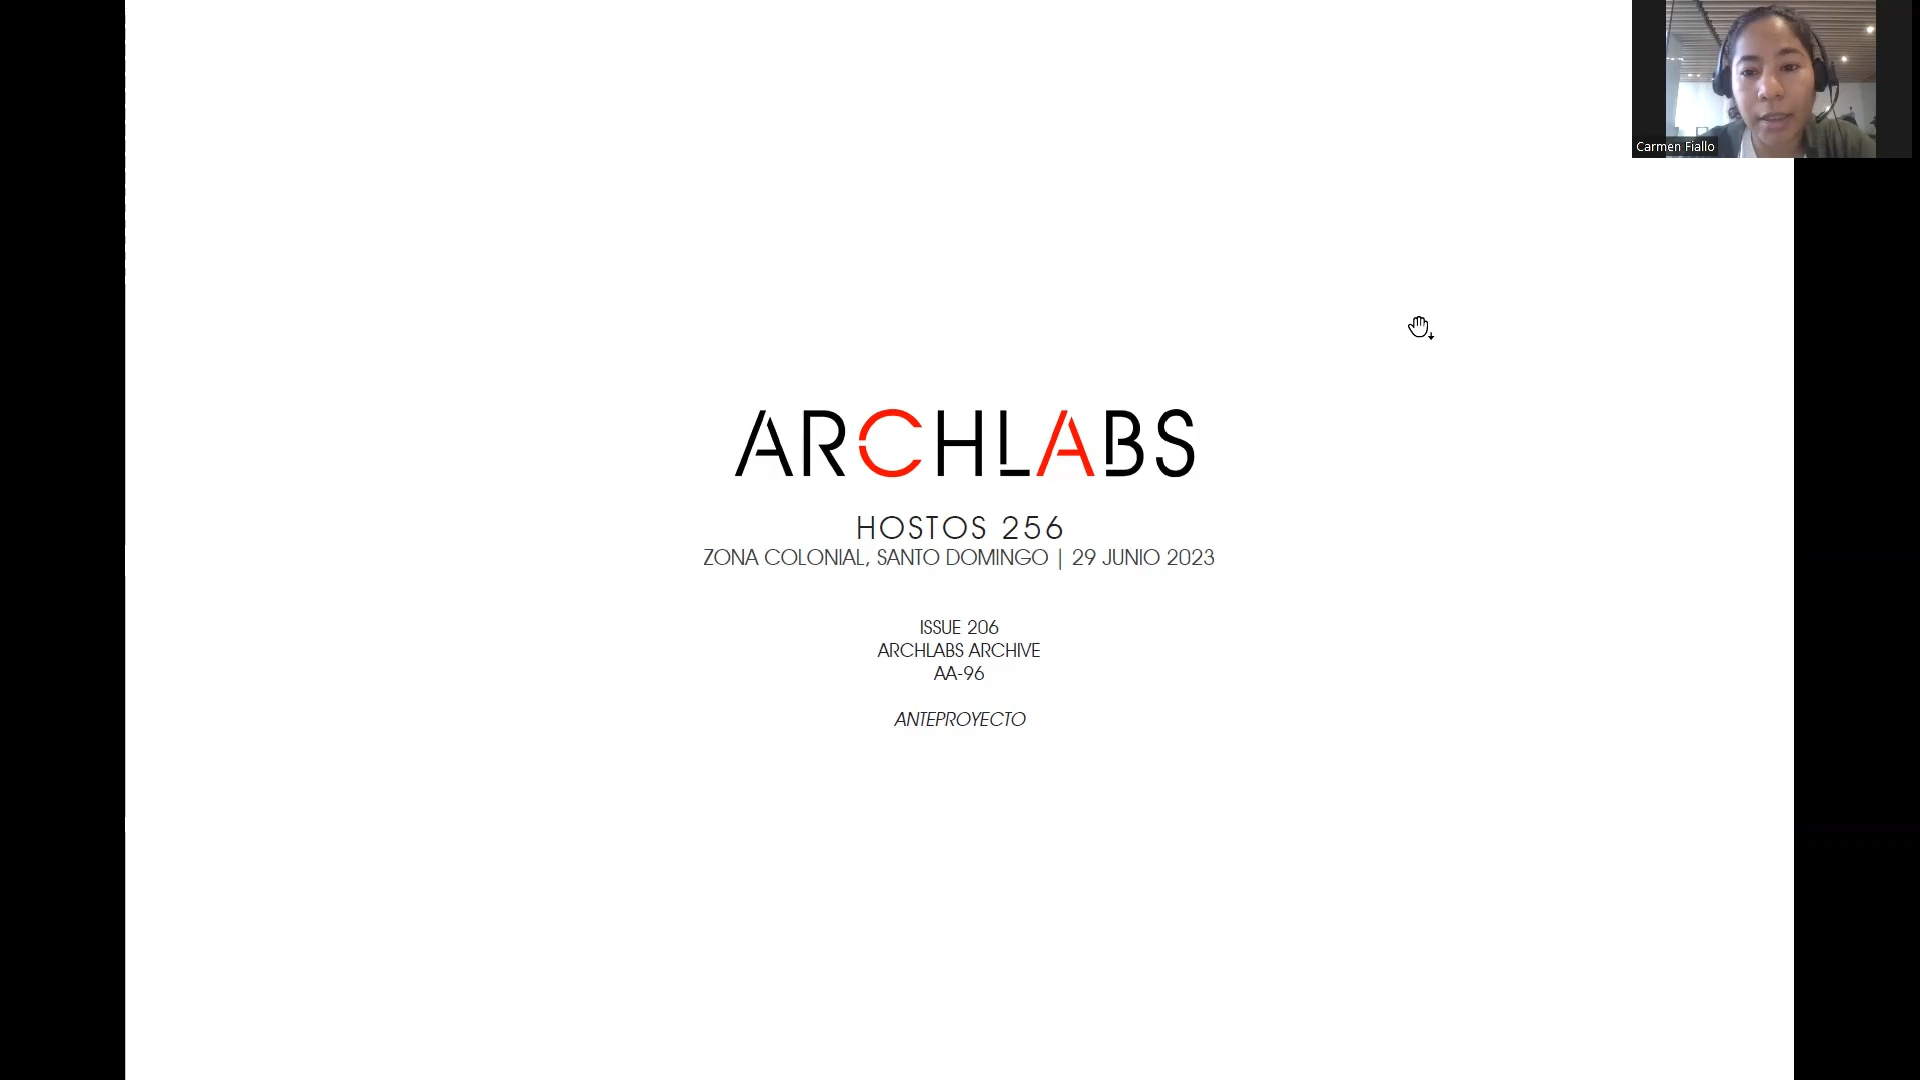 Carmen Fiallo
ARCHLABS
HOSTOS 256
ZONA COLONIAL, SANTO DOMINGO | 29 JUNIO 2023
ISSUE 206
ARCHLABS ARCHIVE
AA-96
ANTEPROYECTO